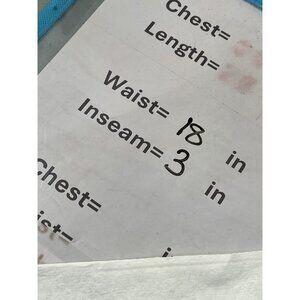 Chest=
Length=
Waist= 18 in
Inseam= 3 in
Chest=